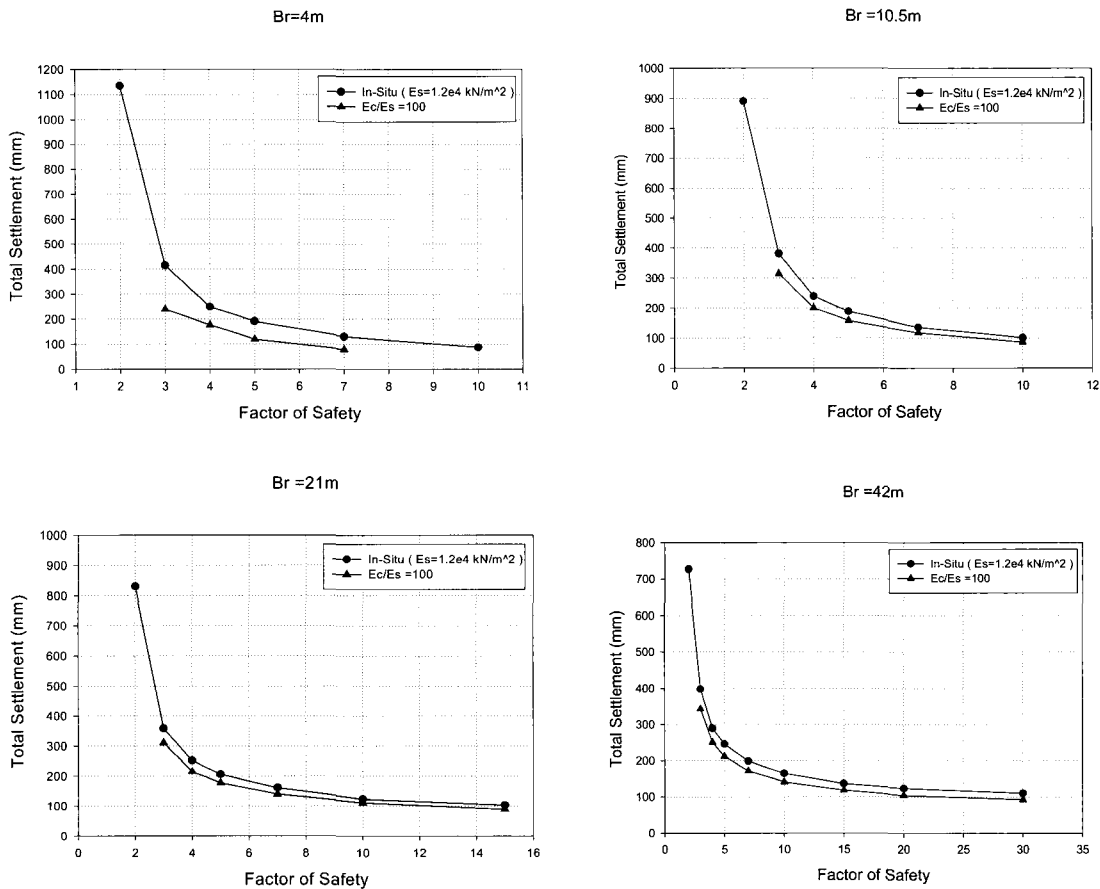 Br=4m
1200
1100
1000
900
800
700
600
500
400
300
200
100
0
Total Settlement (mm)
In-Situ ( Es=1.2e4 kN/m^2 )
Ec/Es =100
1 2 3 4 5 6 7 8 9 10 11
Factor of Safety
Br =10.5m
1000
900
800
700
600
500
400
300
200
100
0
Total Settlement (mm)
In-Situ ( Es=1.2e4 kN/m^2 )
Ec/Es =100
0 2 4 6 8 10 12
Factor of Safety
Br =21m
1000
900
800
700
600
500
400
300
200
100
0
Total Settlement (mm)
In-Situ ( Es=1.2e4 kN/m^2 )
Ec/Es =100
0 2 4 6 8 10 12 14 16
Factor of Safety
Br =42m
800
700
600
500
400
300
200
100
0
Total Settlement (mm)
In-Situ ( Es=1.2e4 kN/m^2 )
Ec/Es =100
0 5 10 15 20 25 30 35
Factor of Safety